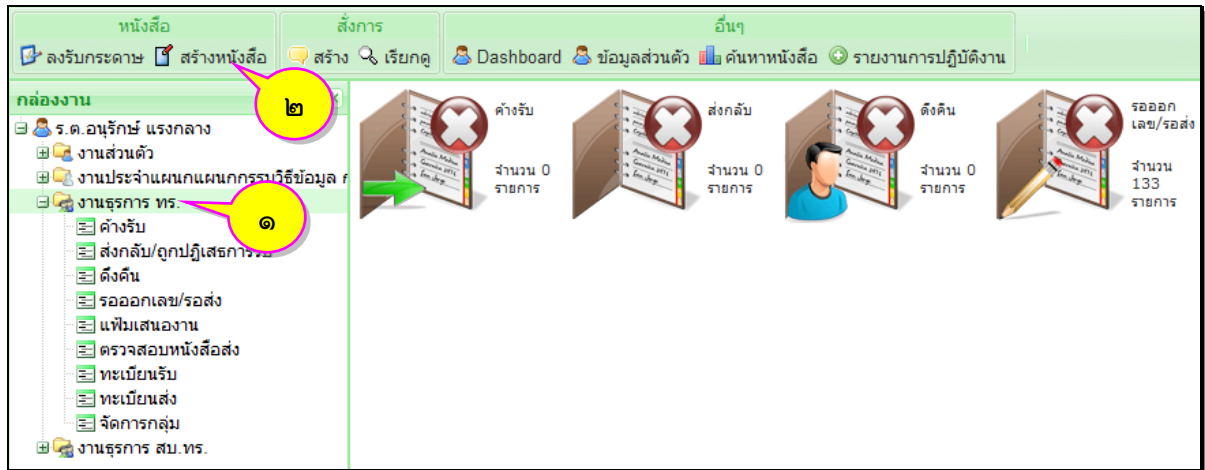 หนังสือ
สั่งการ
อื่นๆ
ลงรับกระดาษ
สร้างหนังสือ
สร้าง
เรียกดู
Dashboard
ข้อมูลส่วนตัว
ค้นหาหนังสือ
รายงานการปฏิบัติงาน
กล่องงาน
๒
ร.ต.อนุรักษ์ แรงกลาง
งานส่วนตัว
งานประจำแผนกแผนกกรรมวิธีข้อมูล
งานธุรการ ทร.
๑
ค้างรับ
ส่งกลับ/ถูกปฏิเสธการรับ
ดึงคืน
รอออกเลข/รอส่ง
แฟ้มเสนองาน
ตรวจสอบหนังสือส่ง
ทะเบียนรับ
ทะเบียนส่ง
จัดการกลุ่ม
งานธุรการ สบ.ทร.
ค้างรับ
จำนวน 0
รายการ
ส่งกลับ
จำนวน 0
รายการ
ดึงคืน
จำนวน 0
รายการ
รอออก
เลข/รอส่ง
จำนวน
133
รายการ